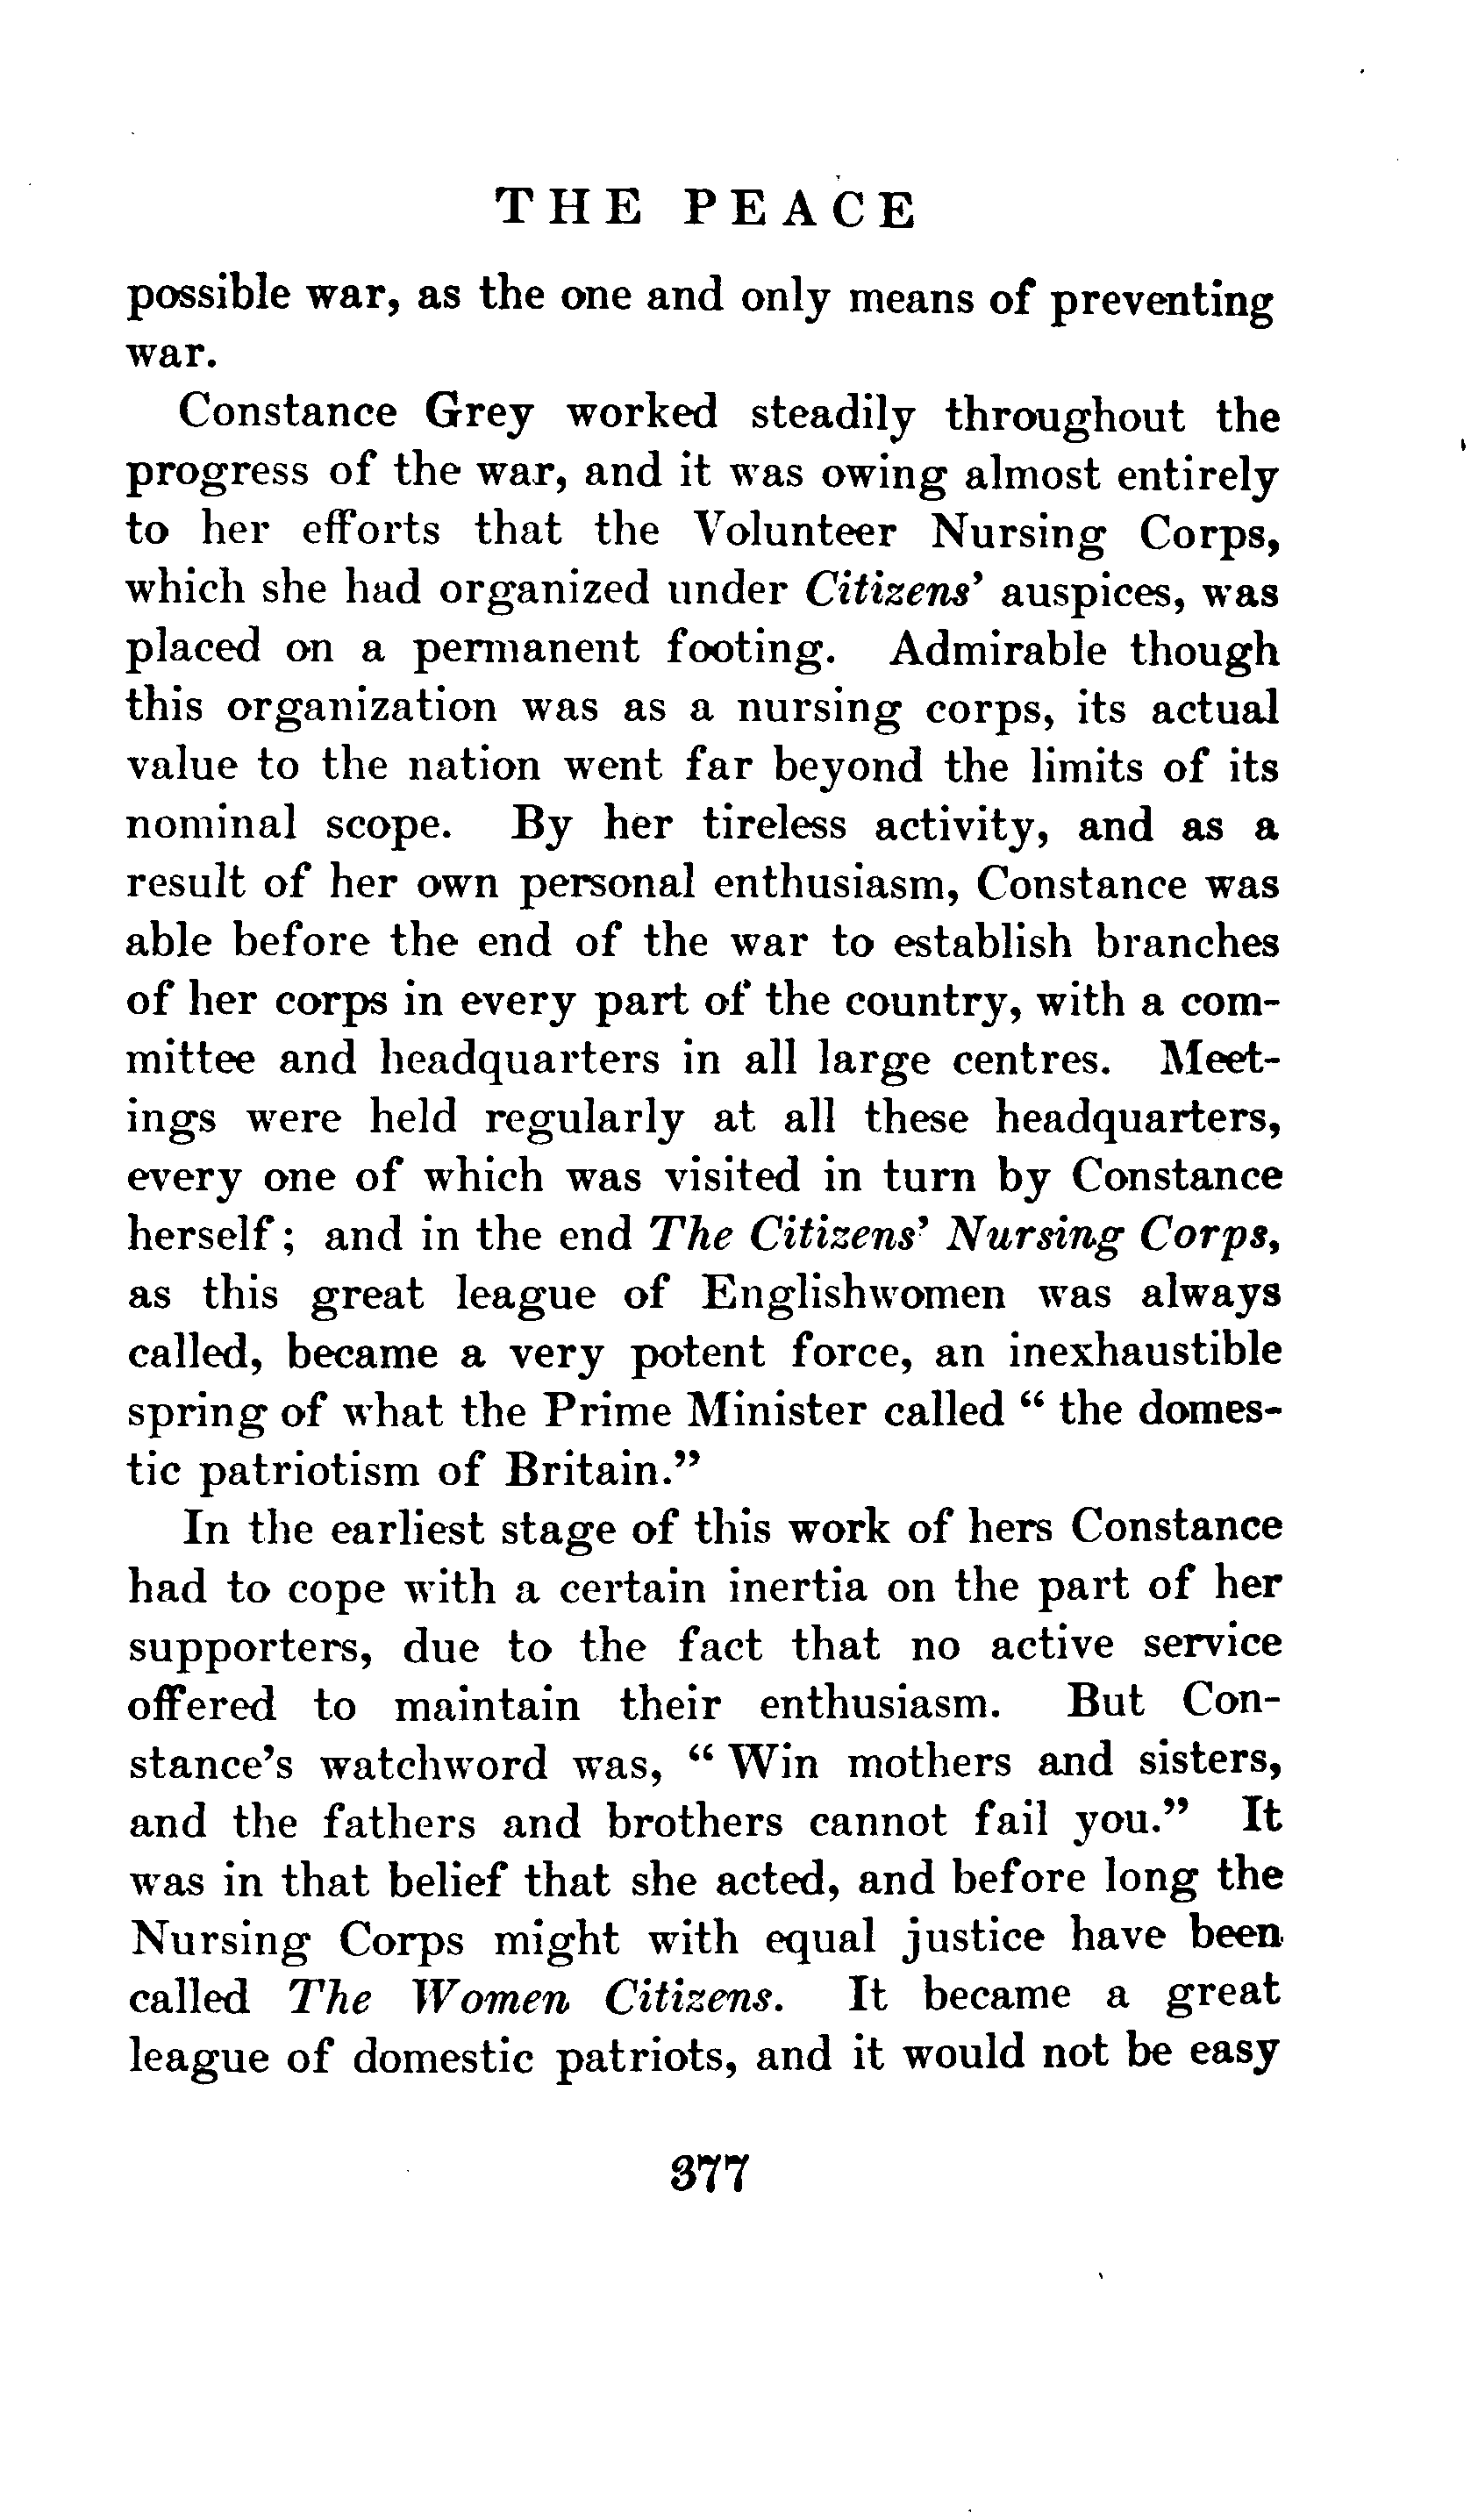 THE PEACE
possible war, as the one and only means of preventing
war.
Constance Grey worked steadily throughout the
progress of the war, and it was owing almost entirely
to her efforts that the Volunteer Nursing Corps,
which she had organized under Citizens' auspices, was
placed on a permanent footing. Admirable though
this organization was as a nursing corps, its actual
value to the nation went far beyond the limits of its
nominal scope. By her tireless activity, and as a
result of her own personal enthusiasm, Constance was
able before the end of the war to establish branches
of her corps in every part of the country, with a com-
mittee and headquarters in all large centres. Meet-
ings were held regularly at all these headquarters,
every one of which was visited in turn by Constance
herself; and in the end The Citizens' Nursing Corps,
as this great league of Englishwomen was always
called, became a very potent force, an inexhaustible
spring of what the Prime Minister called " the domes-
tic patriotism of Britain."
In the earliest stage of this work of hers Constance
had to cope with a certain inertia on the part of her
supporters, due to the fact that no active service
offered to maintain their enthusiasm. But Con-
stance's watchword was, " Win mothers and sisters,
and the fathers and brothers cannot fail you." It
was in that belief that she acted, and before long the
Nursing Corps might with equal justice have been
called The Women Citizens. It became a great
league of domestic patriots, and it would not be easy
377